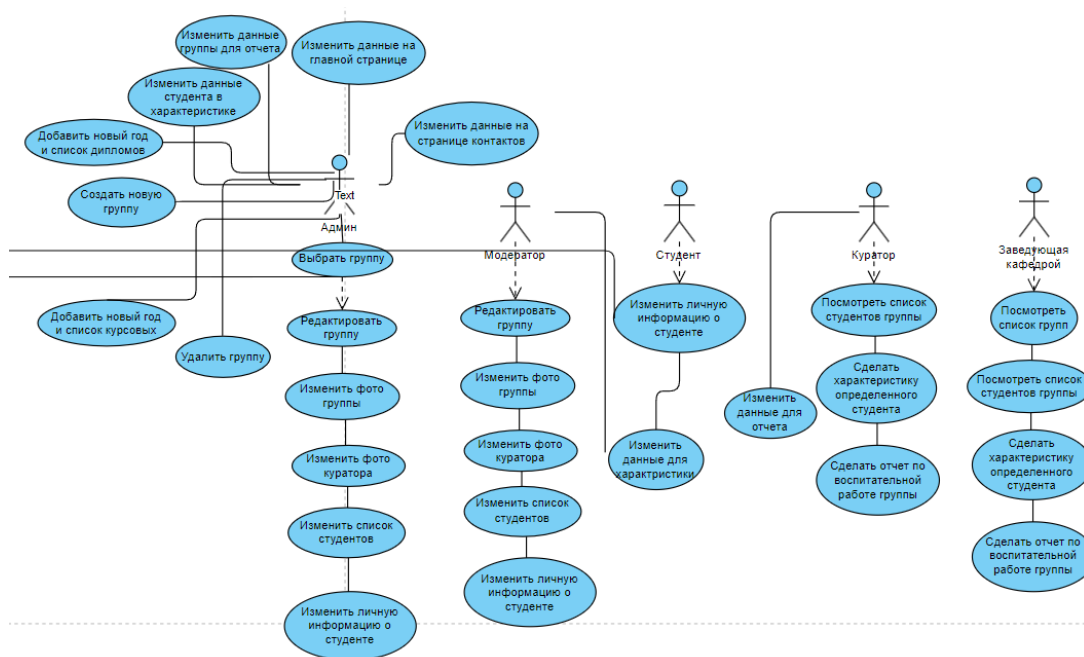 Изменить данные
группы для отчета
Изменить данные на
главной странице
Изменить данные
студента в
характеристике
Добавить новый год
и список дипломов
Изменить данные на
странице контактов
Создать новую
группу
Text
Админ
Выбрать группу
Модератор
Студент
Куратор
Заведующая
кафедрой
Добавить новый год
и список курсовых
Удалить группу
Редактировать
группу
Изменить фото
группы
Изменить фото
куратора
Изменить список
студентов
Изменить личную
информацию о
студенте
Редактировать
группу
Изменить фото
группы
Изменить фото
куратора
Изменить список
студентов
Изменить личную
информацию о
студенте
Изменить личную
информацию о
студенте
Изменить
данные для
характристики
Изменить
данные для
отчета
Посмотреть список
студентов группы
Сделать
характеристику
определенного
студента
Сделать отчет по
воспитательной
работе группы
Посмотреть
список групп
Посмотреть список
студентов группы
Сделать
характеристику
определенного
студента
Сделать отчет по
воспитательной
работе группы